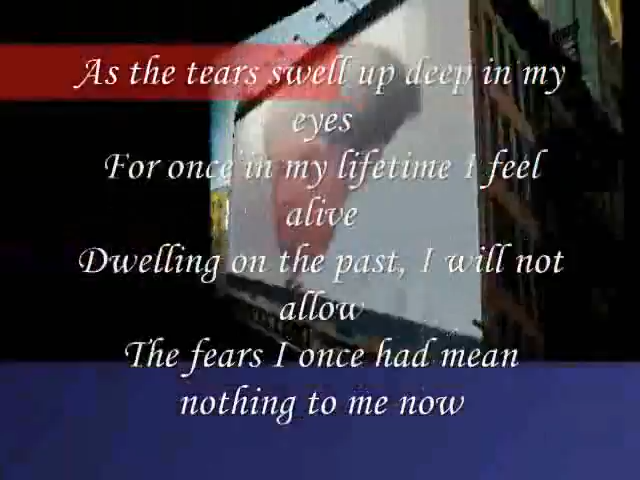 As the tears swell up deep in my
eyes
For once in my lifetime I feel
alive
Dwelling on the past, I will not
allow
The fears I once had mean
nothing to me now